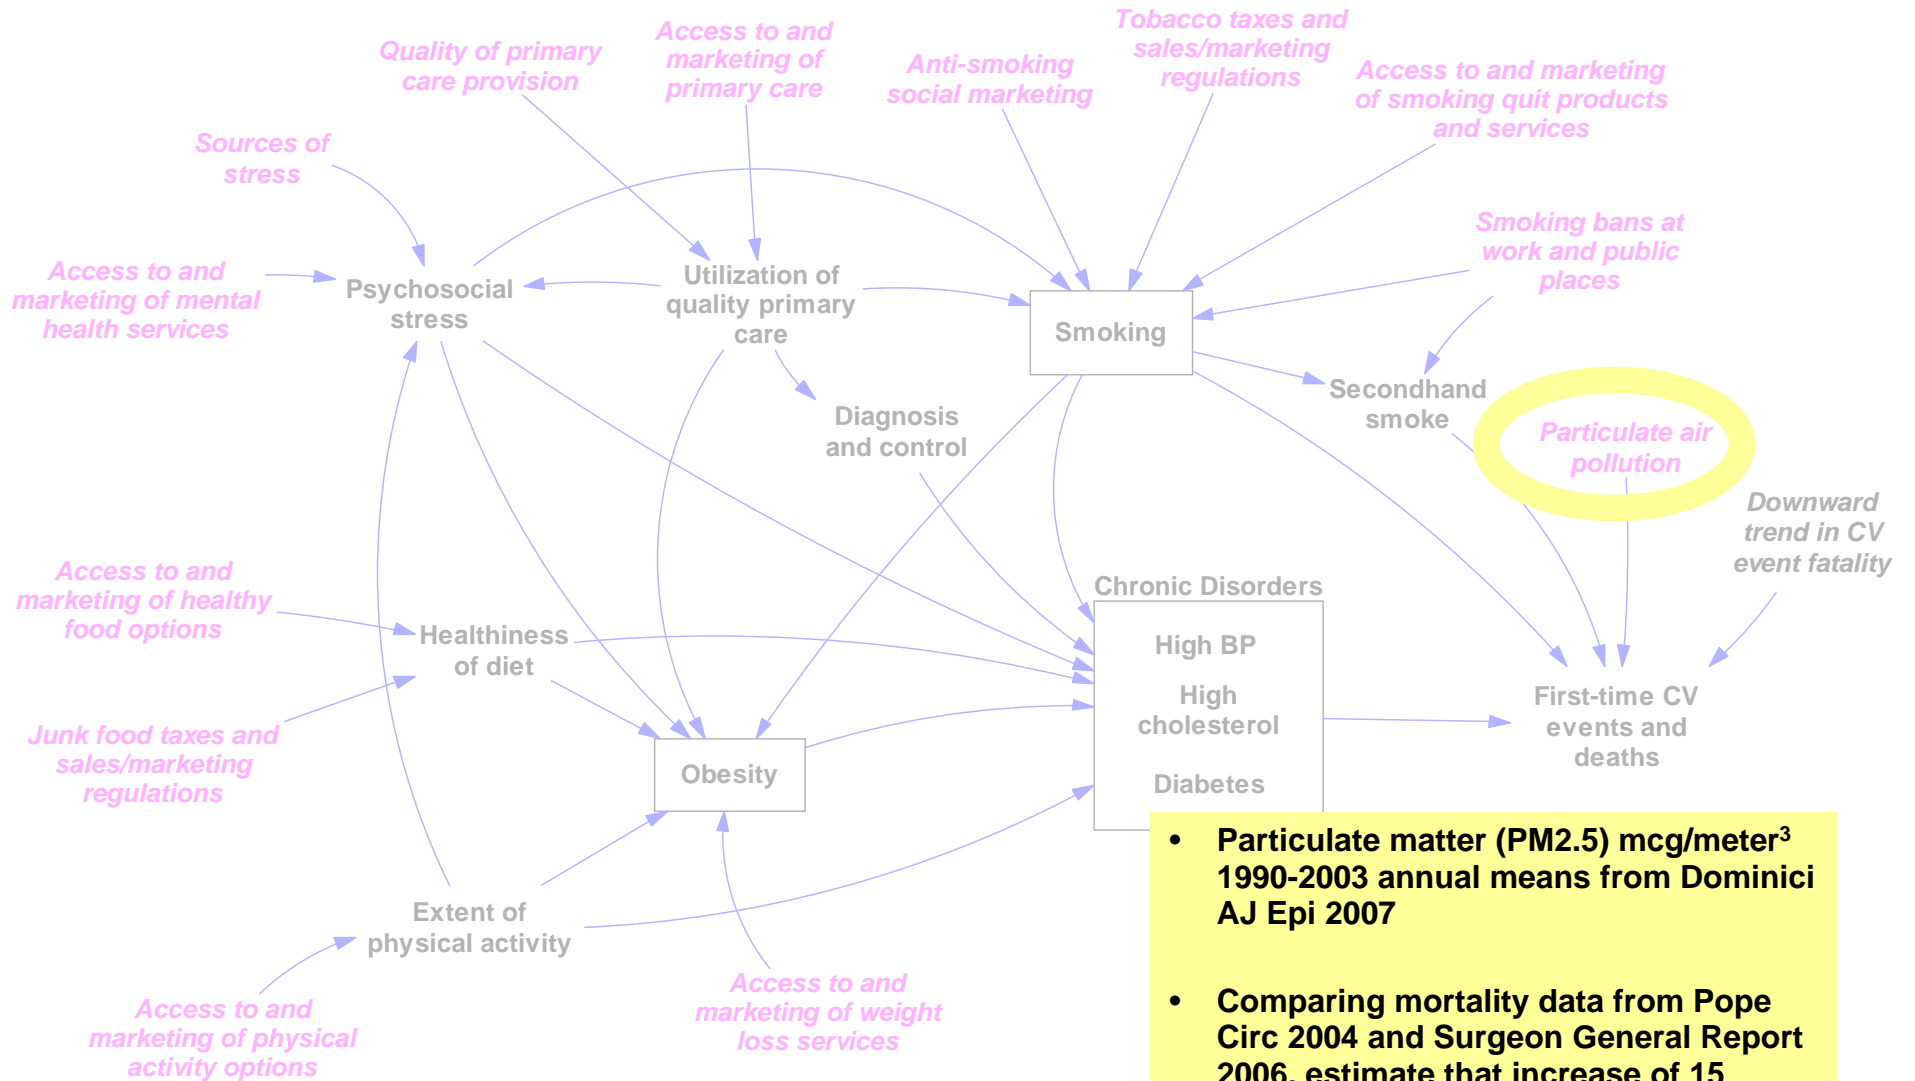 Tobacco taxes and
sales/marketing
regulations
Access to and
marketing of
primary care
Quality of primary
care provision
Anti-smoking
social marketing
Access to and marketing
of smoking quit products
and services
Sources of
stress
Smoking bans at
work and public
places
Access to and
marketing of mental
health services
Psychosocial
stress
Utilization of
quality primary
care
Smoking
Secondhand
smoke
Diagnosis
and control
Particulate air
pollution
Downward
trend in CV
event fatality
Access to and
marketing of healthy
food options
Chronic Disorders
Healthiness
of diet
High BP
High
cholesterol
Diabetes
First-time CV
events and
deaths
Junk food taxes and
sales/marketing
regulations
Obesity
Extent of
physical activity
Access to and
marketing of physical
activity options
Access to and
marketing of weight
loss services
• Particulate matter (PM2.5) mcg/meter³
1990-2003 annual means from Dominici
AJ Epi 2007
• Comparing mortality data from Pope
Circ 2004 and Surgeon General Report
2006, estimate that increase of 15